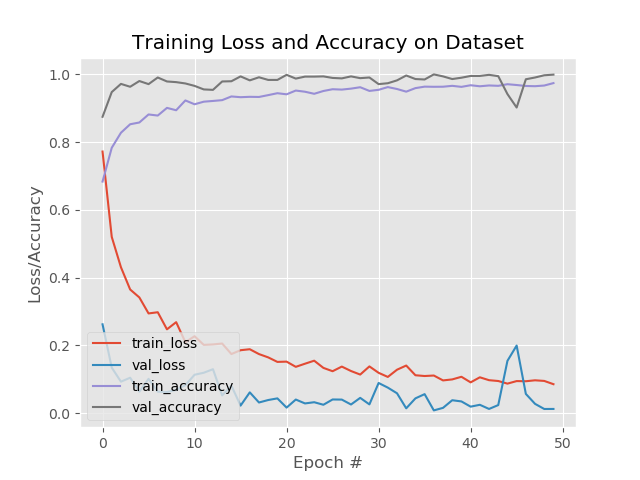 Training Loss and Accuracy on Dataset
1.0
0.8
0.6
0.4
0.2
0.0
Loss/Accuracy
train_loss
val_loss
train_accuracy
val_accuracy
0
10
20
30
40
50
Epoch #